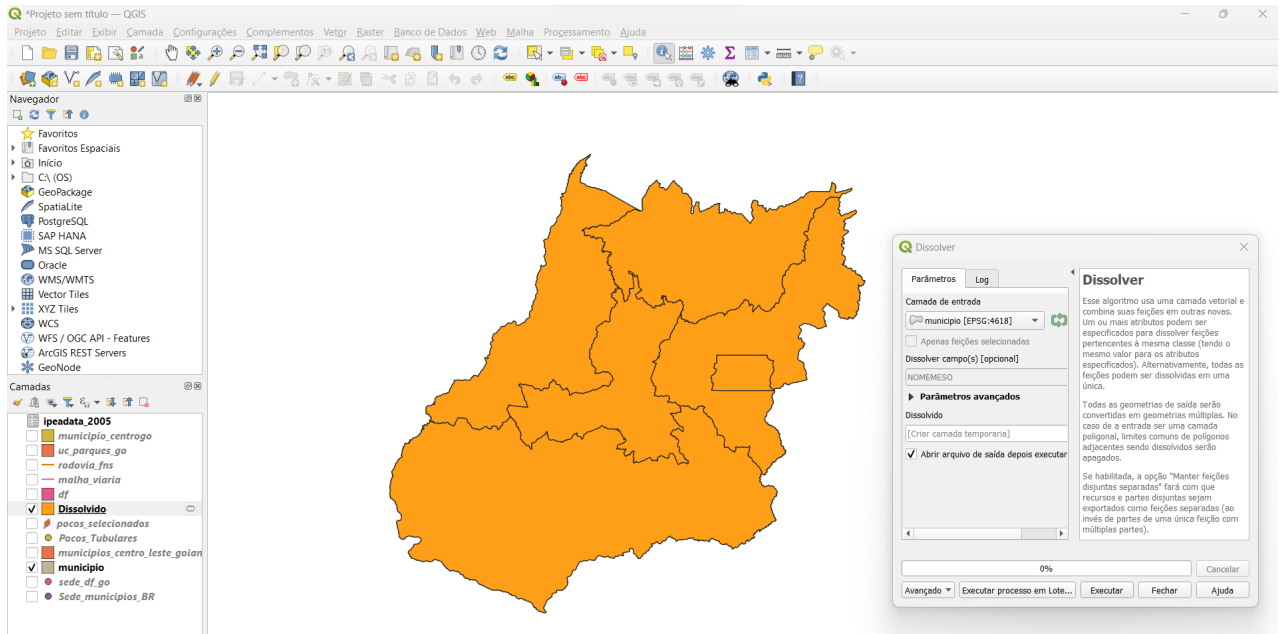 *Projeto sem título — QGIS
Projeto Editar Exibir Camada Configurações Complementos Vetor Raster Banco de Dados Web Malha Processamento Ajuda
Navegador
Favoritos
Favoritos Espaciais
Início
C:\ (OS)
GeoPackage
SpatiaLite
PostgreSQL
SAP HANA
MS SQL Server
Oracle
WMS/WMTS
Vector Tiles
XYZ Tiles
WCS
WFS / OGC API - Features
ArcGIS REST Servers
GeoNode
Camadas
ipeadata_2005
municipio_centrogo
uc_parques_go
rodovia_fns
malha_viaria
df
Dissolvido
pocos_selecionados
Pocos_Tubulares
municipios_centro_leste_goian
municipio
sede_df_go
Sede_municipios_BR
Dissolver
Parâmetros Log
Camada de entrada
municipio [EPSG:4618]
Apenas feições selecionadas
Dissolver campo(s) [opcional]
NOMEMESO
Parâmetros avançados
Dissolvido
[Criar camada temporaria]
Abrir arquivo de saída depois executar
Dissolver
Esse algoritmo usa uma camada vetorial e
combina suas feições em outras novas.
Um ou mais atributos podem ser
especificados para dissolver feições
pertencentes à mesma classe (tendo o
mesmo valor para os atributos
especificados). Alternativamente, todas as
feições podem ser dissolvidas em uma
única.
Todas as geometrias de saída serão
convertidas em geometrias múltiplas. No
caso de a entrada ser uma camada
poligonal, limites comuns de polígonos
adjacentes sendo dissolvidos serão
apagados.
Se habilitada, a opção "Manter feições
disjuntas separadas" fará com que
recursos e partes disjuntas sejam
exportados como feições separadas (ao
invés de partes de uma única feição com
múltiplas partes).
0%
Cancelar
Avançado Executar processo em Lote... Executar Fechar Ajuda